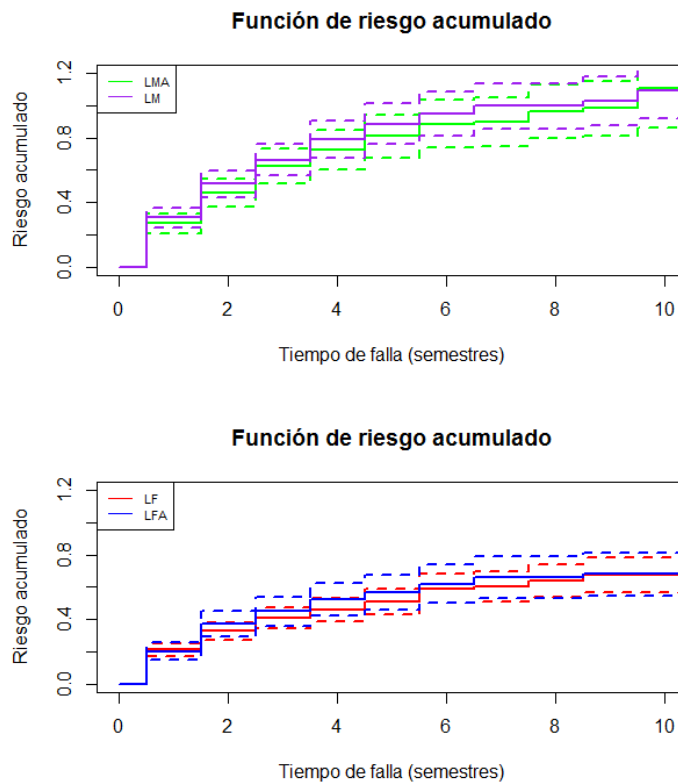 Función de riesgo acumulado
LMA
LM
Riesgo acumulado
0.0 0.4 0.8 1.2
0 2 4 6 8 10
Tiempo de falla (semestres)
Función de riesgo acumulado
LF
LFA
Riesgo acumulado
0.0 0.4 0.8 1.2
0 2 4 6 8 10
Tiempo de falla (semestres)